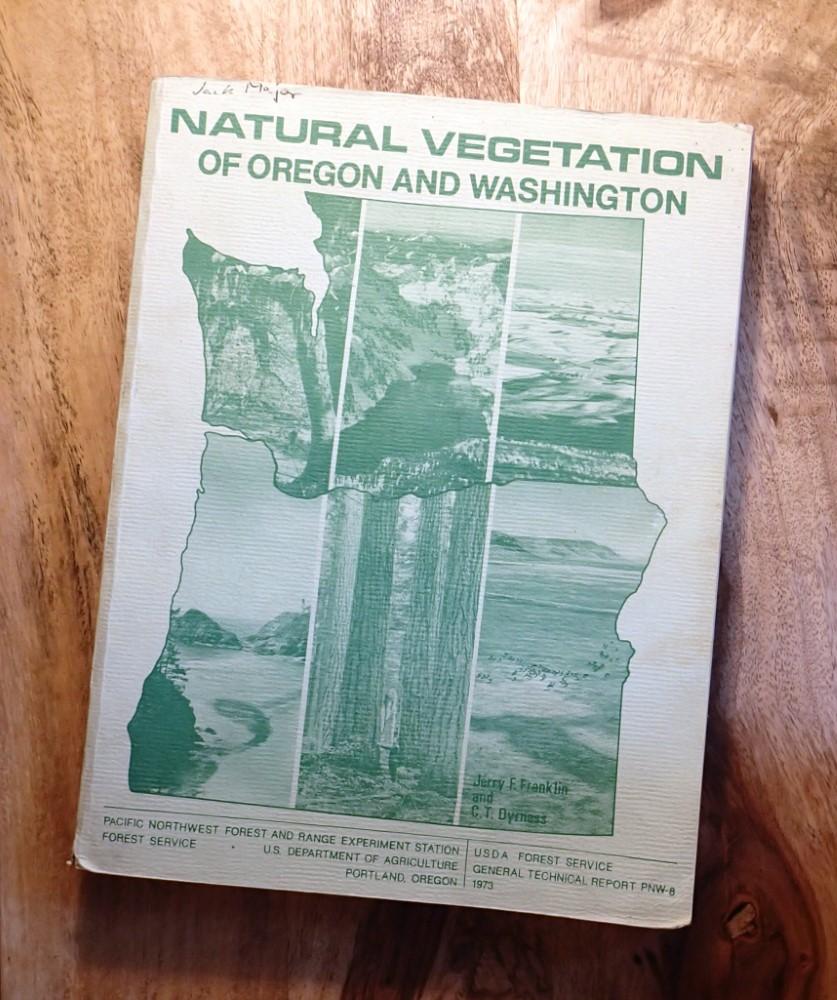 Jack Major
NATURAL VEGETATION
OF OREGON AND WASHINGTON
Jerry F. Franklin
and
C.T. Dyrness
PACIFIC NORTHWEST FOREST AND RANGE EXPERIMENT STATION
FOREST SERVICE
U.S. DEPARTMENT OF AGRICULTURE
PORTLAND, OREGON
USDA FOREST SERVICE
GENERAL TECHNICAL REPORT PNW-8
1973